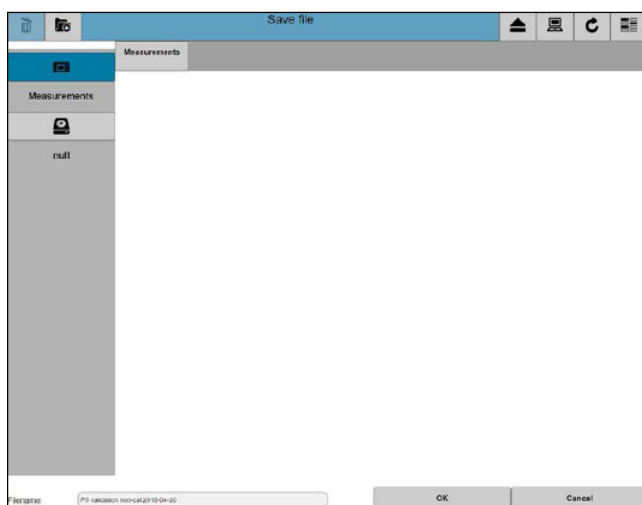 Save file
Measurements
Measurements
null
Filename
PS validation non-cal 2018-04-20
OK
Cancel